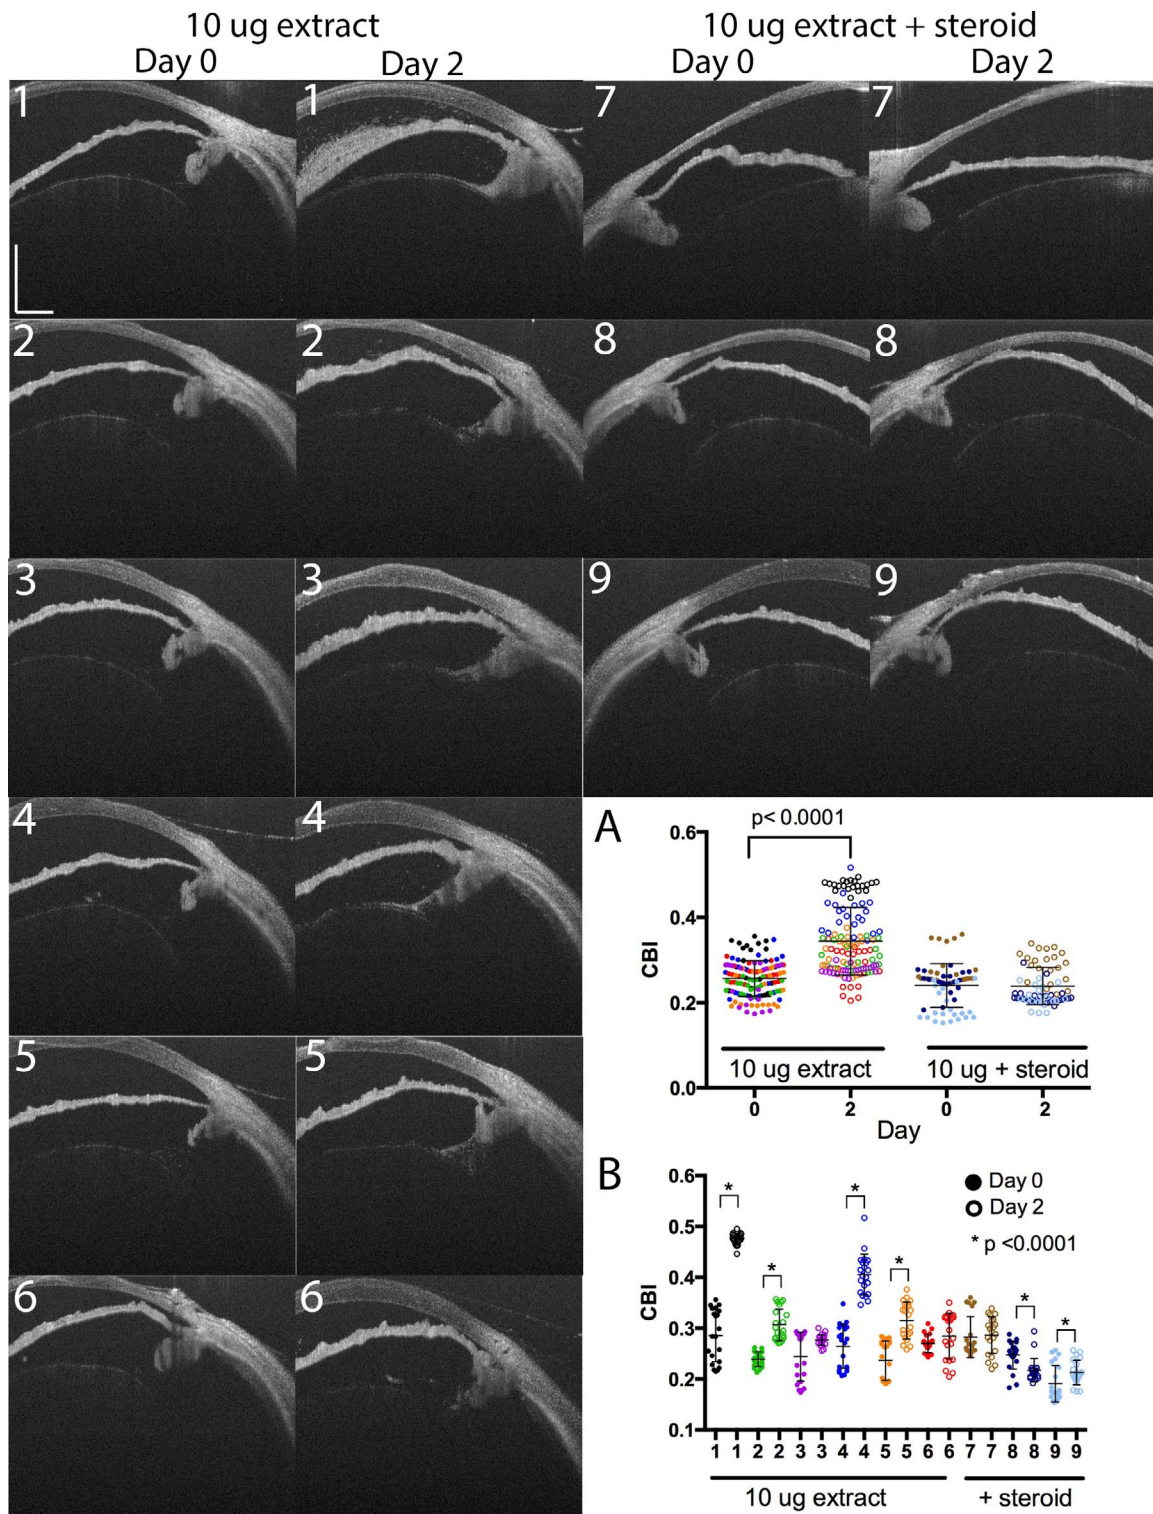 10 ug extract
10 ug extract + steroid
Day 0
Day 2
Day 0
Day 2
1
1
7
7
2
2
8
8
3
3
9
9
4
4
5
5
6
6
A
p< 0.0001
0.6
0.4
0.2
0.0
CBI
10 ug extract
10 ug + steroid
0
2
0
2
Day
B
0.6
0.5
0.4
0.3
0.2
0.1
CBI
Day 0
Day 2
* p <0.0001
*
*
*
*
*
*
1 1 2 2 3 3 4 4 5 5 6 6 7 7 8 8 9 9
10 ug extract
+ steroid